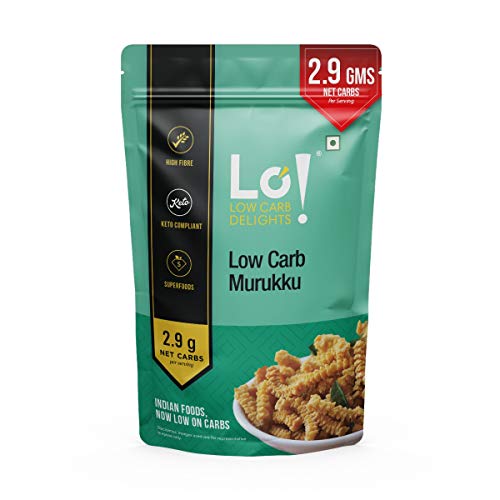 2.9 GMS
NET CARBS
Per Serving
HIGH FIBRE
Keto
KETO COMPLIANT
S
SUPERFOODS
Lo!
®
LOW CARB
DELIGHTS
Low Carb
Murukku
2.9 g
NET CARBS
per serving
INDIAN FOODS,
NOW LOW ON CARBS